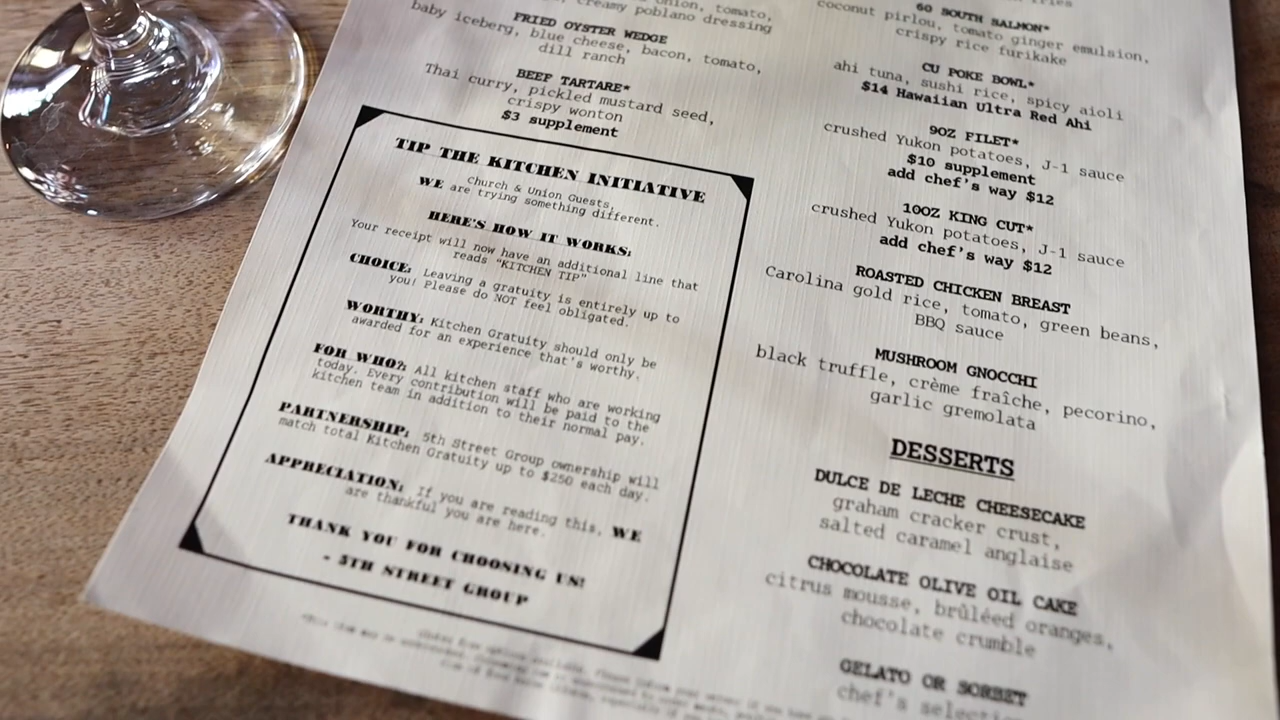 onion, tomato,
creamy poblano dressing
FRIED OYSTER WEDGE
baby iceberg, blue cheese, bacon, tomato,
dill ranch
BEEF TARTARE*
Thai curry, pickled mustard seed,
crispy wonton
$3 supplement
TIP THE KITCHEN INITIATIVE
Church & Union Guests,
WE are trying something different.
HERE'S HOW IT WORKS:
Your receipt will now have an additional line that
reads "KITCHEN TIP"
CHOICE: Leaving a gratuity is entirely up to
you! Please do NOT feel obligated.
WORTHY: Kitchen Gratuity should only be
awarded for an experience that's worthy.
FOR WHO?: All kitchen staff who are working
today. Every contribution will be paid to the
kitchen team in addition to their normal pay.
PARTNERSHIP: 5th Street Group ownership will
match total Kitchen Gratuity up to $250 each day.
APPRECIATION: If you are reading this, WE
are thankful you are here.
THANK YOU FOR CHOOSING US!
- 5TH STREET GROUP
fries
60 SOUTH SALMON*
coconut pirlou, tomato ginger emulsion,
crispy rice furikake
CU POKE BOWL*
ahi tuna, sushi rice, spicy aioli
$14 Hawaiian Ultra Red Ahi
9OZ FILET*
crushed Yukon potatoes, J-1 sauce
$10 supplement
add chef's way $12
10OZ KING CUT*
crushed Yukon potatoes, J-1 sauce
add chef's way $12
ROASTED CHICKEN BREAST
Carolina gold rice, tomato, green beans,
BBQ sauce
MUSHROOM GNOCCHI
black truffle, crème fraîche, pecorino,
garlic gremolata
DESSERTS
DULCE DE LECHE CHEESECAKE
graham cracker crust,
salted caramel anglaise
CHOCOLATE OLIVE OIL CAKE
citrus mousse, brûléed oranges,
chocolate crumble
GELATO OR SORBET
chef's